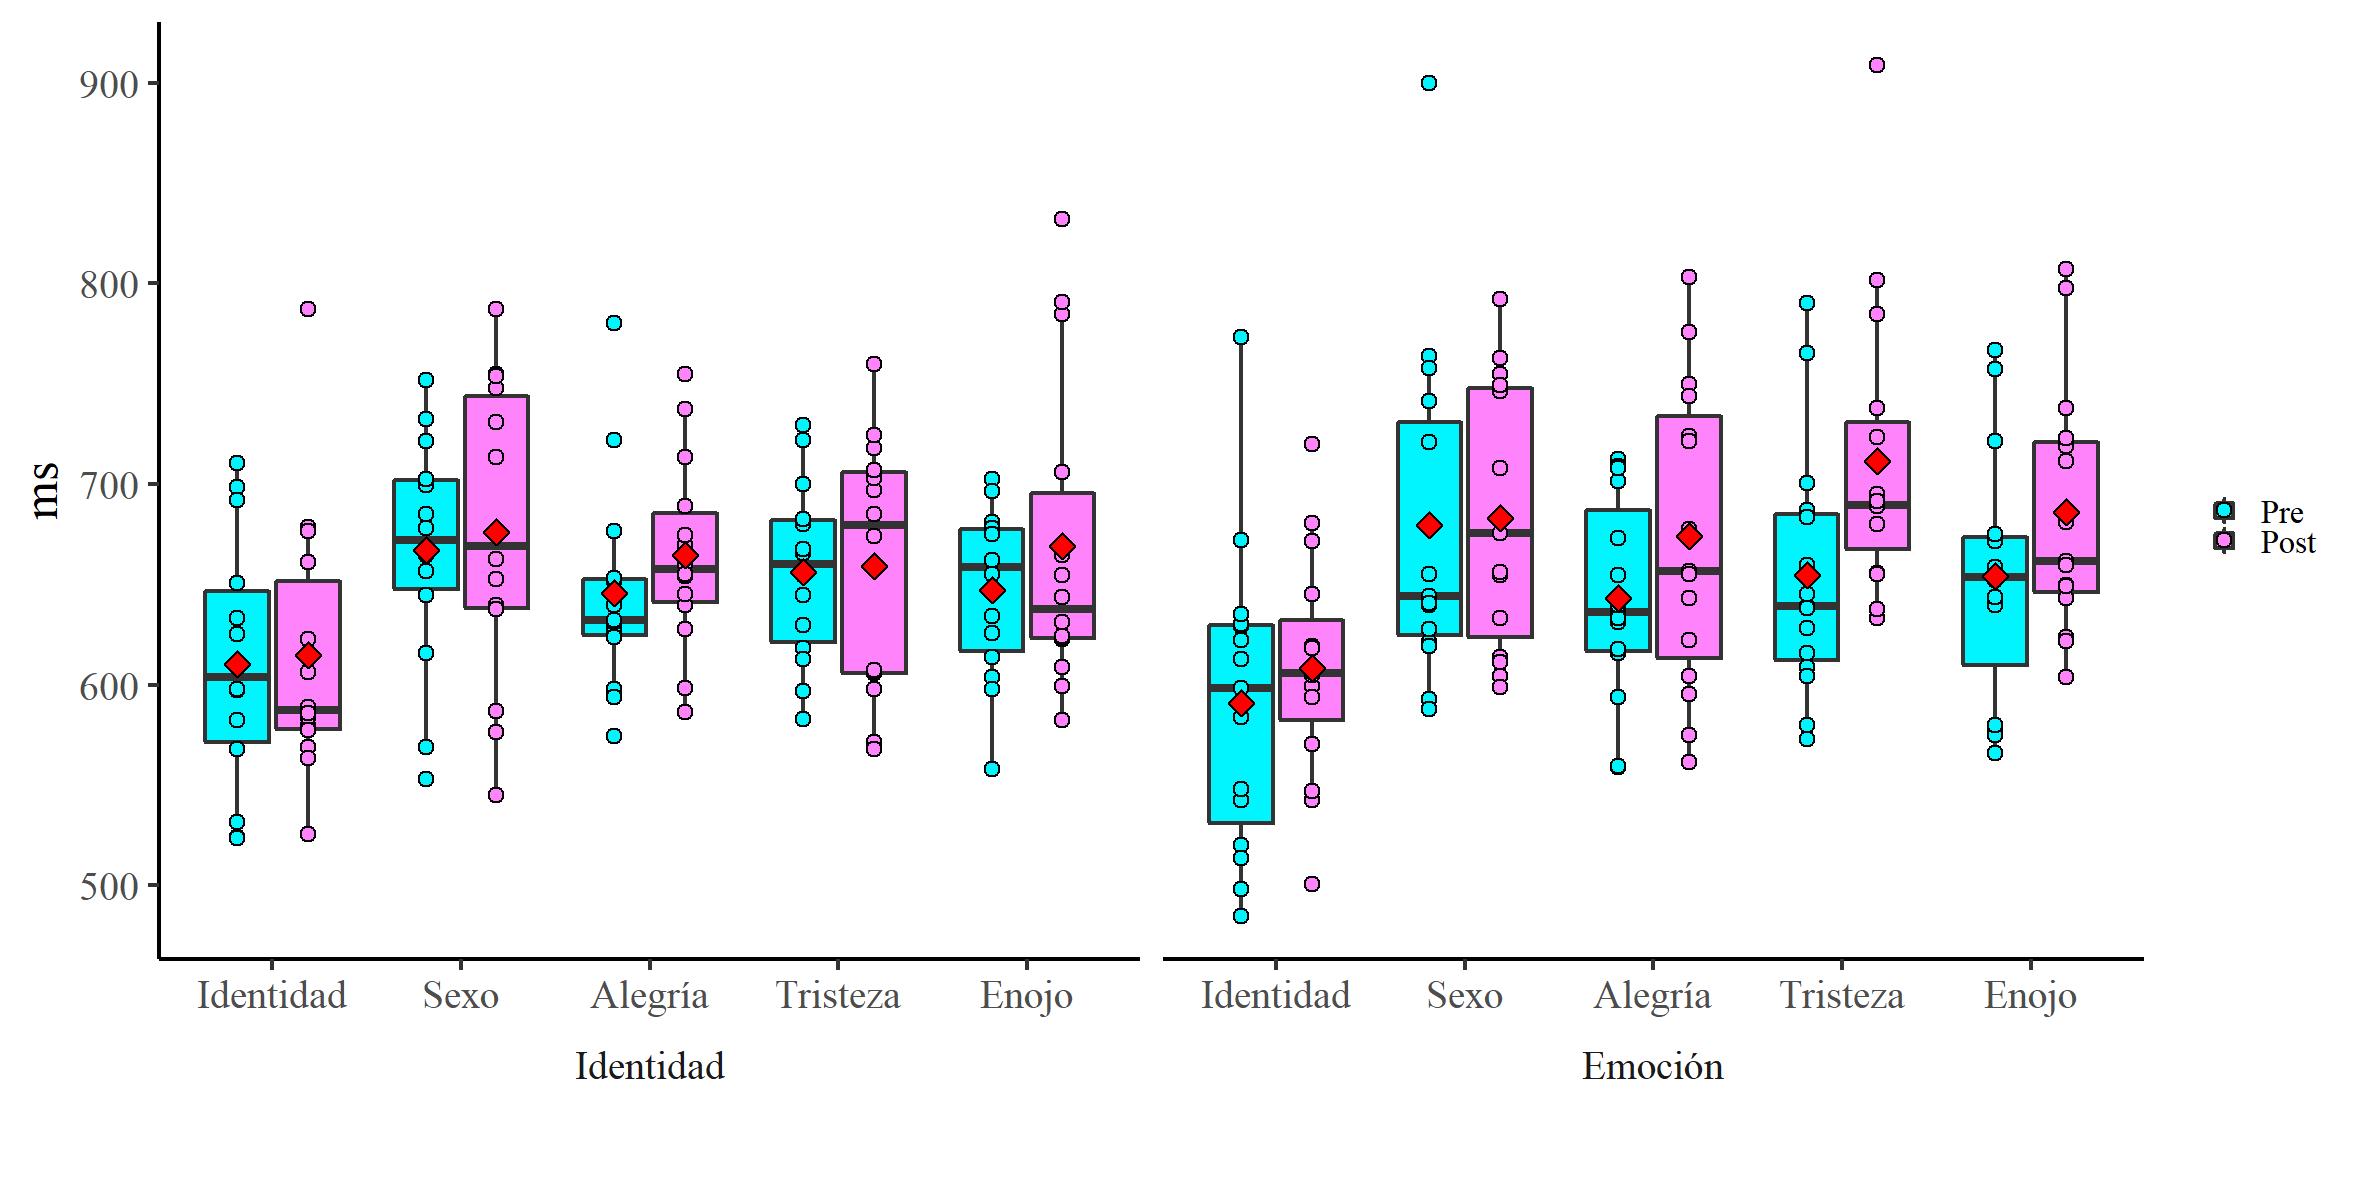 900
800
700
600
500
ms
Identidad Sexo Alegría Tristeza Enojo
Identidad Sexo Alegría Tristeza Enojo
Identidad
Emoción
Pre
Post